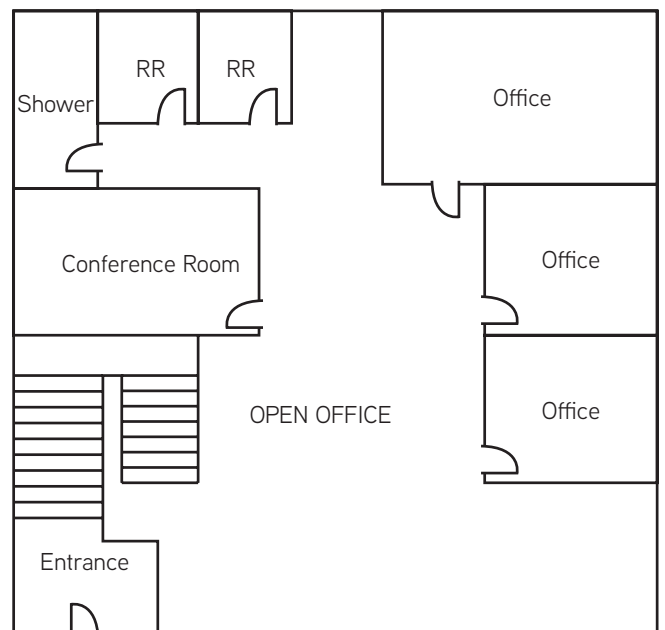 RR
RR
Shower
Office
Conference Room
Office
OPEN OFFICE
Office
Entrance